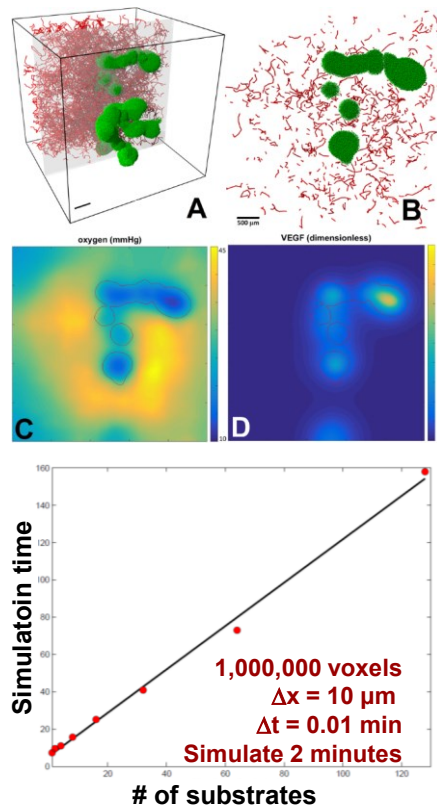 A
B
500 μm
oxygen (mmHg)
VEGF (dimensionless)
45
10
C
D
160
140
120
100
80
60
40
20
0
Simulatoin time
1,000,000 voxels
Δx = 10 μm
Δt = 0.01 min
Simulate 2 minutes
20 40 60 80 100 120
# of substrates